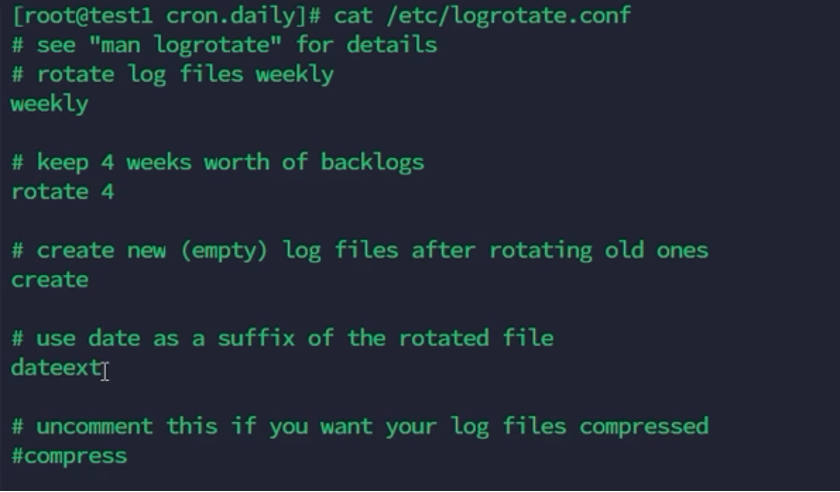 [root@test1 cron.daily]# cat /etc/logrotate.conf
# see "man logrotate" for details
# rotate log files weekly
weekly
# keep 4 weeks worth of backlogs
rotate 4
# create new (empty) log files after rotating old ones
create
# use date as a suffix of the rotated file
dateext
# uncomment this if you want your log files compressed
#compress